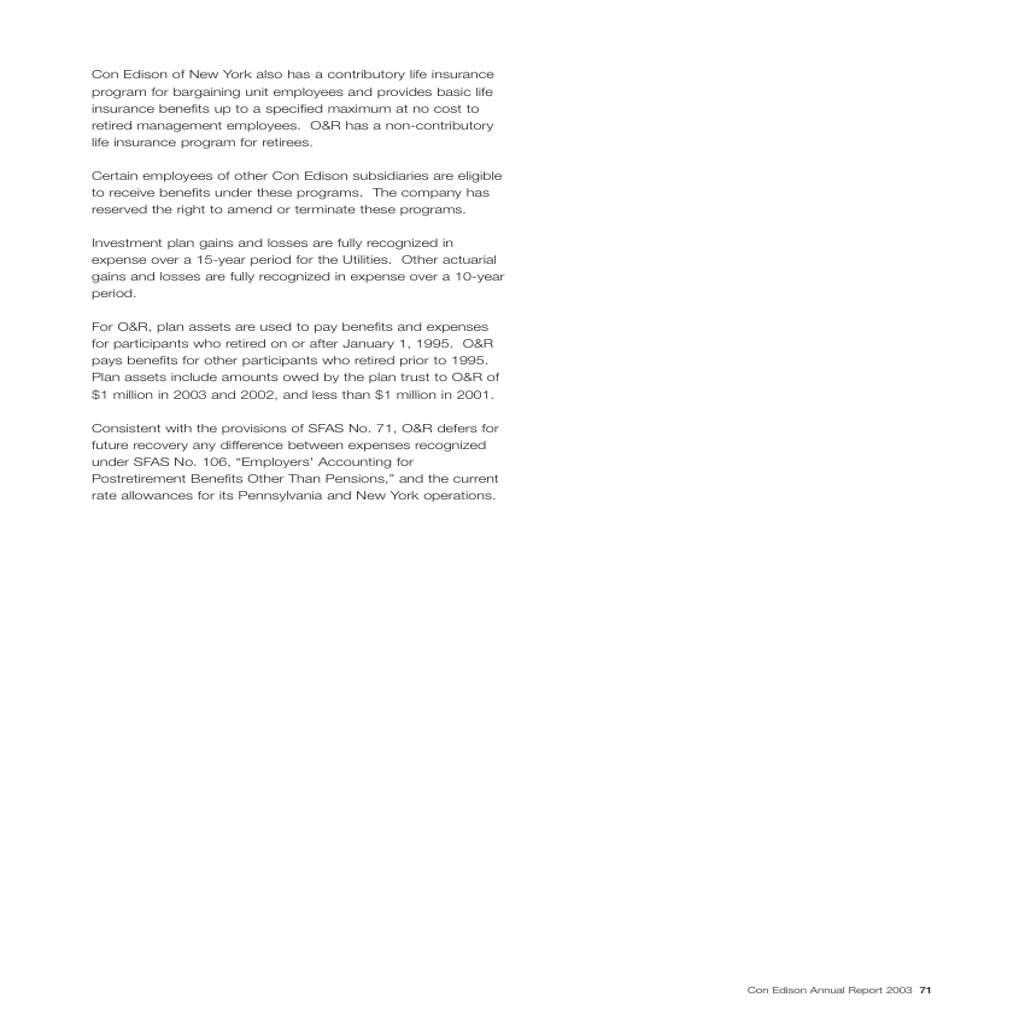 Con Edison of New York also has a contributory life insurance
program for bargaining unit employees and provides basic life
insurance benefits up to a specified maximum at no cost to
retired management employees.  O&R has a non-contributory
life insurance program for retirees.
Certain employees of other Con Edison subsidiaries are eligible
to receive benefits under these programs.  The company has
reserved the right to amend or terminate these programs.
Investment plan gains and losses are fully recognized in
expense over a 15-year period for the Utilities.  Other actuarial
gains and losses are fully recognized in expense over a 10-year
period.
For O&R, plan assets are used to pay benefits and expenses
for participants who retired on or after January 1, 1995.  O&R
pays benefits for other participants who retired prior to 1995.
Plan assets include amounts owed by the plan trust to O&R of
$1 million in 2003 and 2002, and less than $1 million in 2001.
Consistent with the provisions of SFAS No. 71, O&R defers for
future recovery any difference between expenses recognized
under SFAS No. 106, “Employers' Accounting for
Postretirement Benefits Other Than Pensions,” and the current
rate allowances for its Pennsylvania and New York operations.
Con Edison Annual Report 2003  71